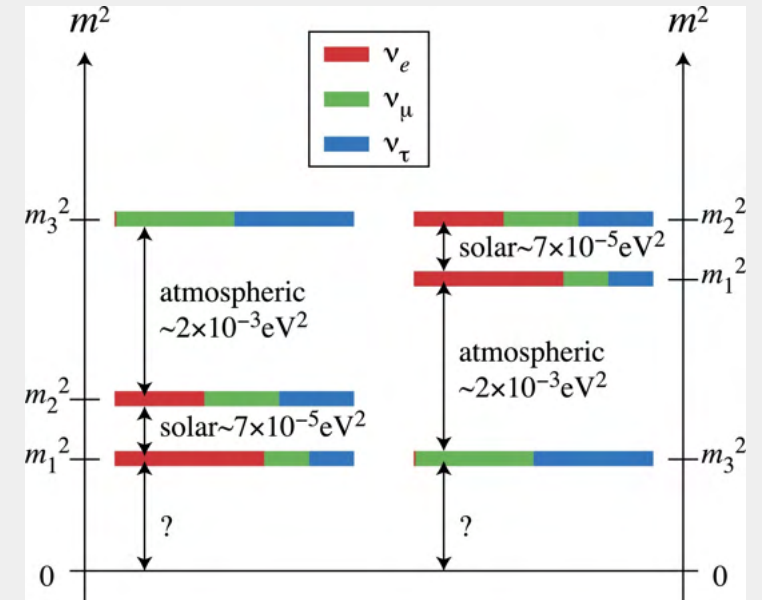 m²
m²
νₑ
ν_μ
ν_τ
m₃²
m₂²
solar~7×10⁻⁵eV²
m₁²
atmospheric
~2×10⁻³eV²
atmospheric
~2×10⁻³eV²
m₂²
solar~7×10⁻⁵eV²
m₁²
m₃²
?
?
0
0